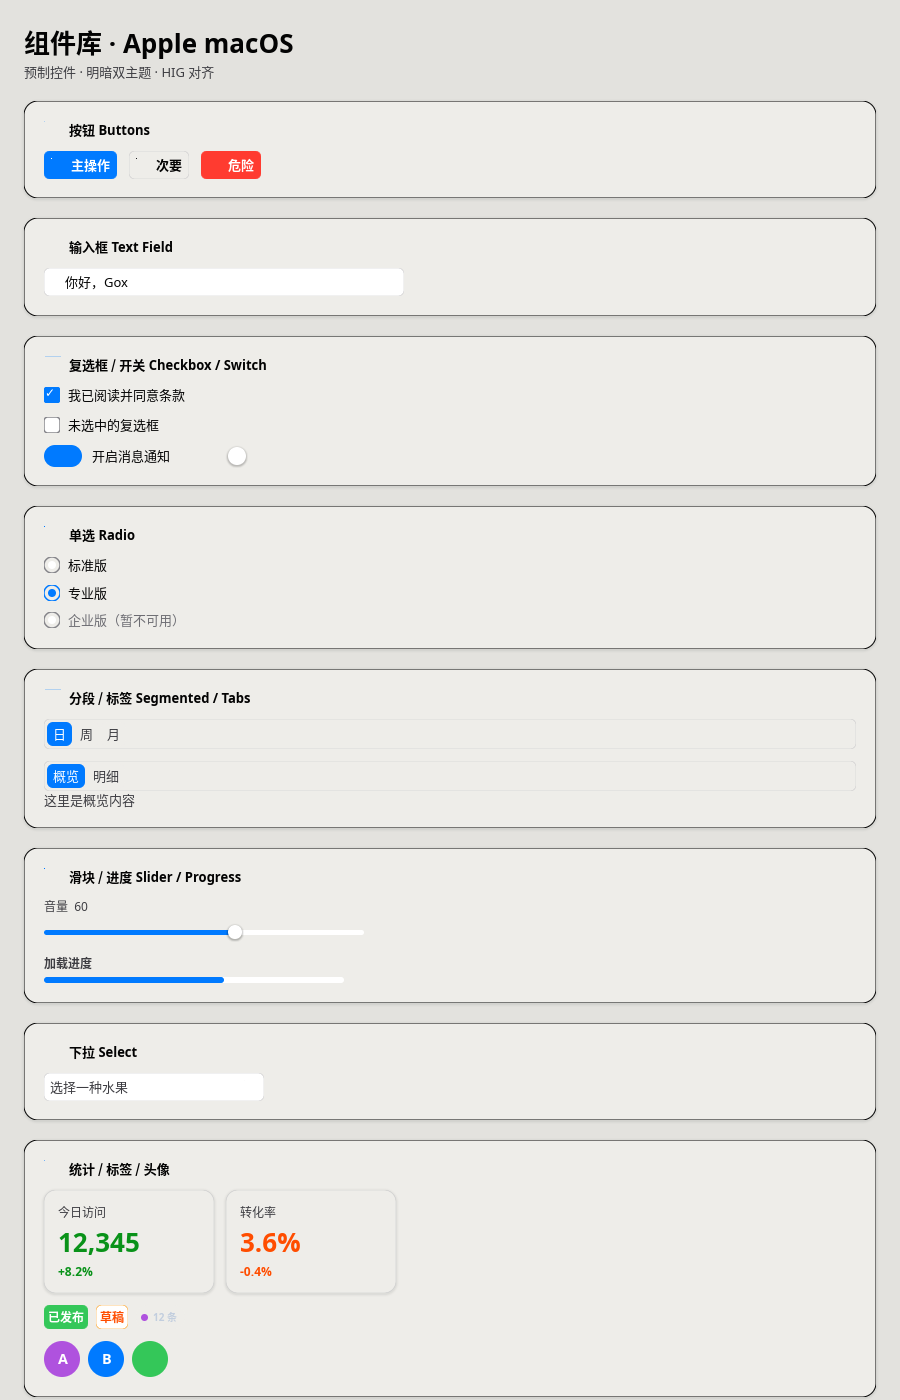 组件库 · Apple macOS
预制控件 · 明暗双主题 · HIG 对齐
按钮 Buttons
主操作 次要 危险
输入框 Text Field
你好，Gox
复选框 / 开关 Checkbox / Switch
我已阅读并同意条款
未选中的复选框
开启消息通知
单选 Radio
标准版
专业版
企业版（暂不可用）
分段 / 标签 Segmented / Tabs
日 周 月
概览 明细
这里是概览内容
滑块 / 进度 Slider / Progress
音量 60
加载进度
下拉 Select
选择一种水果
统计 / 标签 / 头像
今日访问 转化率
12,345 3.6%
+8.2% -0.4%
已发布 草稿 12 条
A B